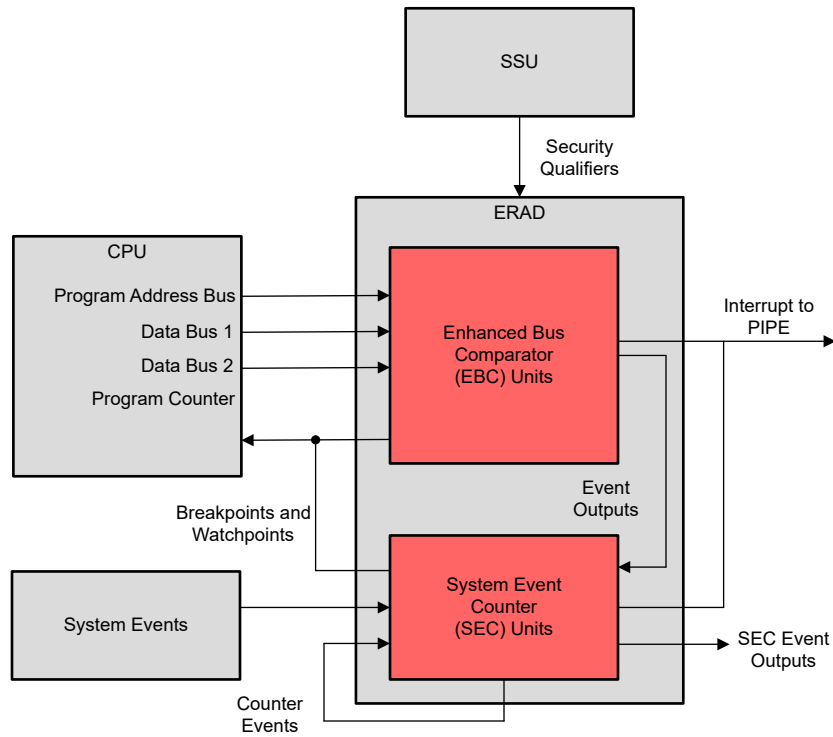 SSU
Security
Qualifiers
ERAD
CPU
Program Address Bus
Data Bus 1
Data Bus 2
Program Counter
Enhanced Bus
Comparator
(EBC) Units
Interrupt to
PIPE
Event
Outputs
Breakpoints and
Watchpoints
System Events
System Event
Counter
(SEC) Units
SEC Event
Outputs
Counter
Events